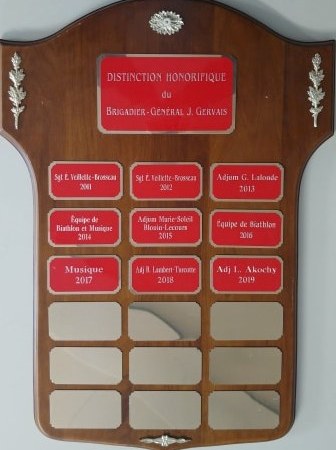 DISTINCTION HONORIFIQUE
du
BRIGADIER-GÉNÉRAL J. GERVAIS
Sgt E. Veillette-Brosseau
2011
Sgt E. Veillette-Brosseau
2012
Adjum G. Lalonde
2013
Équipe de
Biathlon et Musique
2014
Adjum Marie-Soleil
Blouin-Lecours
2015
Équipe de Biathlon
2016
Musique
2017
Adj R. Lambert-Turcotte
2018
Adj L. Akochy
2019